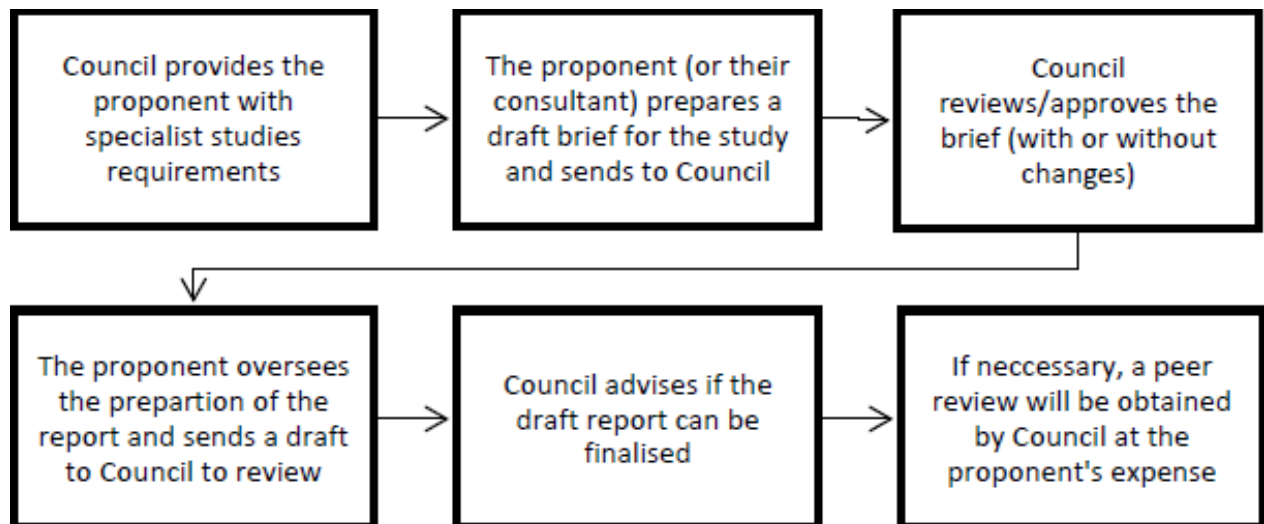 Council provides the
proponent with
specialist studies
requirements
The proponent (or their
consultant) prepares a
draft brief for the study
and sends to Council
Council
reviews/approves the
brief (with or without
changes)
The proponent oversees
the prepartion of the
report and sends a draft
to Council to review
Council advises if the
draft report can be
finalised
If neccessary, a peer
review will be obtained
by Council at the
proponent's expense